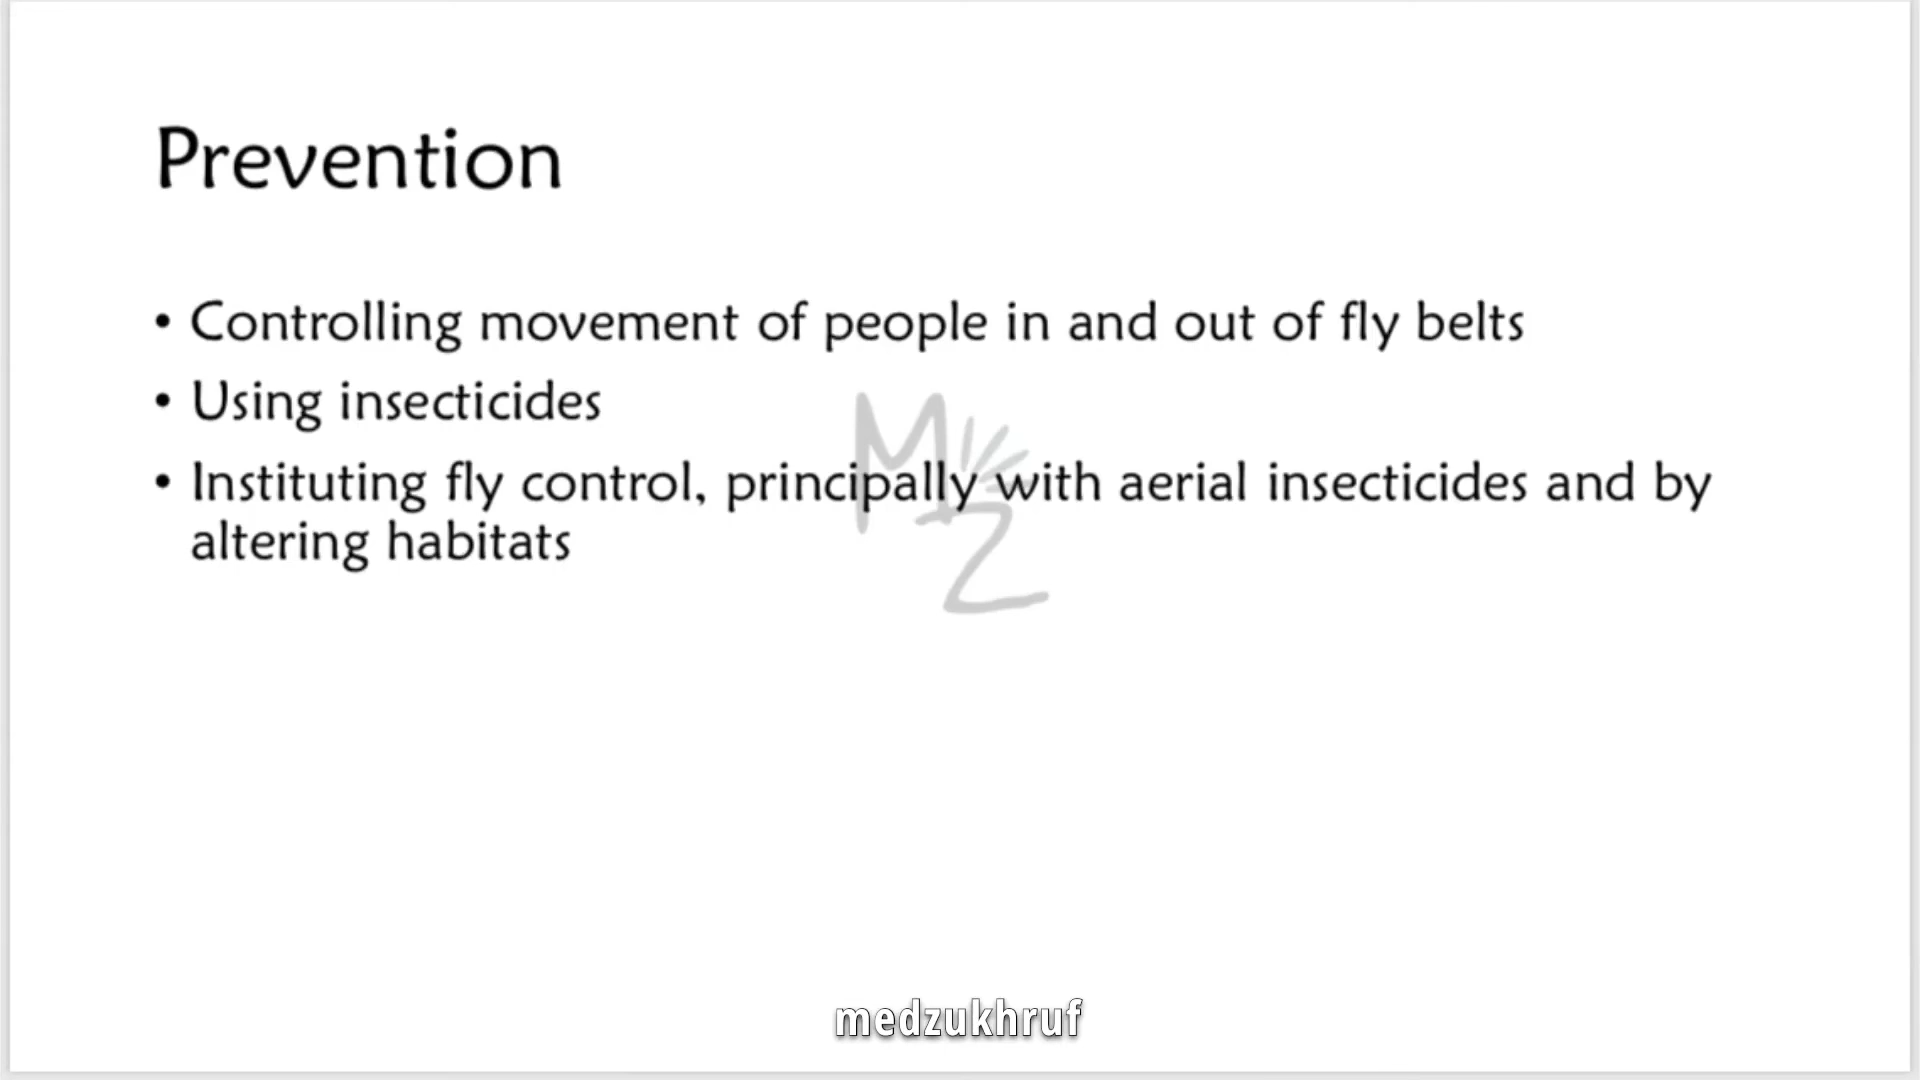 Prevention
• Controlling movement of people in and out of fly belts
• Using insecticides
• Instituting fly control, principally with aerial insecticides and by
altering habitats
MZ
medzukhruf